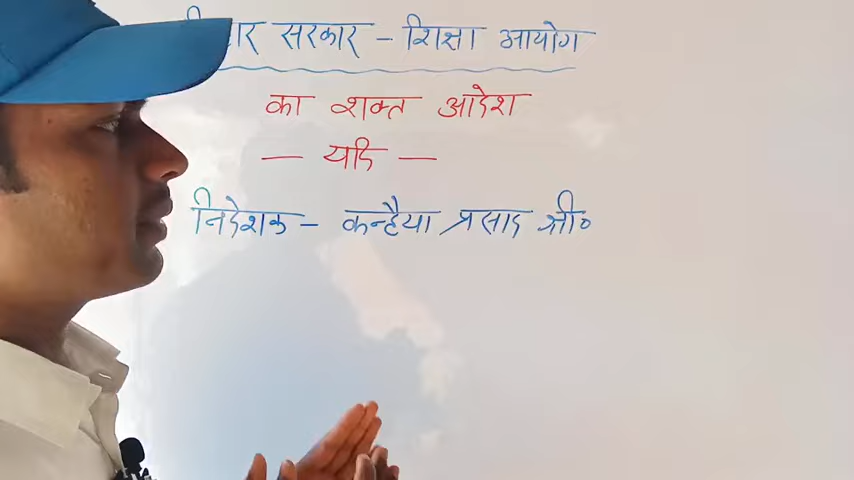 सरकार - शिक्षा आयोग
का शक्त आदेश
- यदि -
निदेशक - कन्हैया प्रसाद श्री०